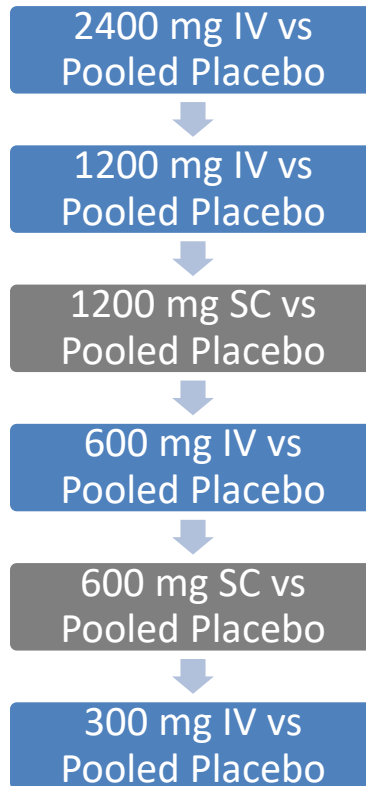 2400 mg IV vs
Pooled Placebo
1200 mg IV vs
Pooled Placebo
1200 mg SC vs
Pooled Placebo
600 mg IV vs
Pooled Placebo
600 mg SC vs
Pooled Placebo
300 mg IV vs
Pooled Placebo